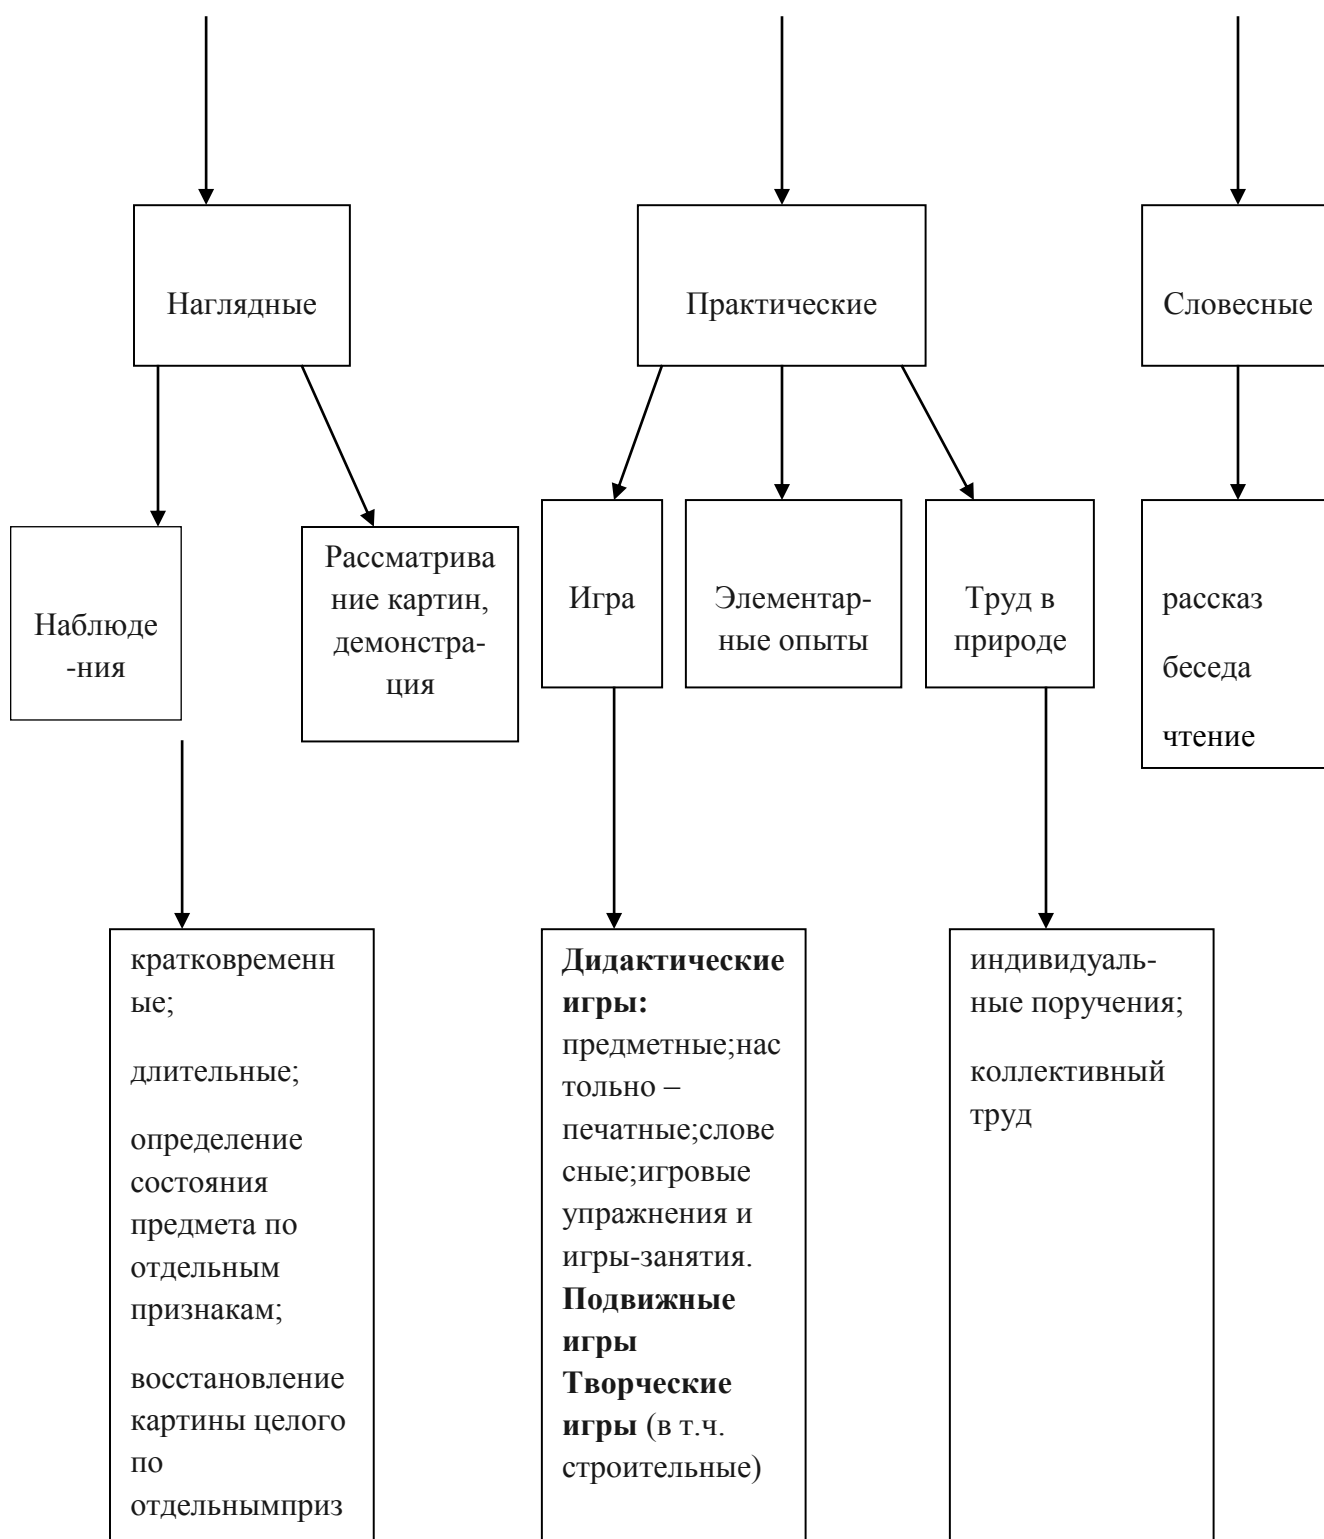 Наглядные
Практические
Словесные
Наблюде
-ния
Рассматрива
ние картин,
демонстра-
ция
Игра
Элементар-
ные опыты
Труд в
природе
рассказ
беседа
чтение
кратковременн
ые;
длительные;
определение
состояния
предмета по
отдельным
признакам;
восстановление
картины целого
по
отдельнымприз
Дидактические
игры:
предметные;нас
тольно –
печатные;слове
сные;игровые
упражнения и
игры-занятия.
Подвижные
игры
Творческие
игры (в т.ч.
строительные)
индивидуаль-
ные поручения;
коллективный
труд